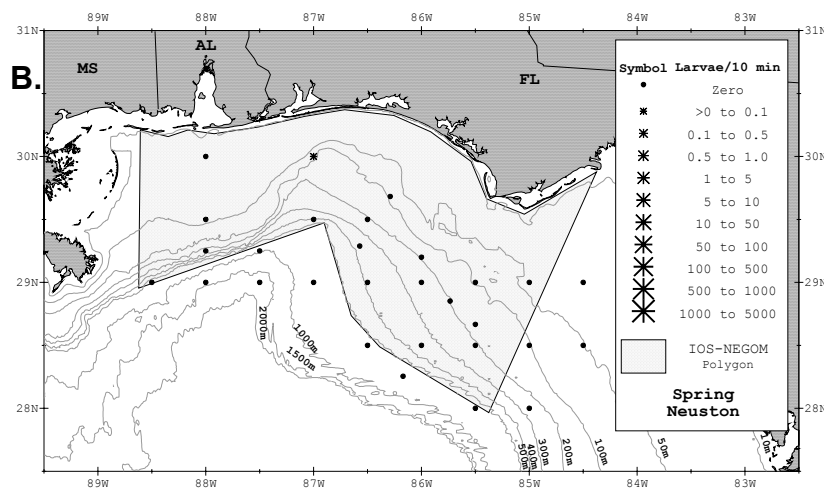 89W 88W 87W 86W 85W 84W 83W
31N 31N
B.
MS AL FL
Symbol Larvae/10 min
Zero
>0 to 0.1
0.1 to 0.5
0.5 to 1.0
1 to 5
5 to 10
10 to 50
50 to 100
100 to 500
500 to 1000
1000 to 5000
IOS-NEGOM
Polygon
Spring
Neuston
30N 30N
29N 29N
28N 28N
2000m
1000m
1500m
500m
400m
300m
200m
100m
50m
10m
89W 88W 87W 86W 85W 84W 83W